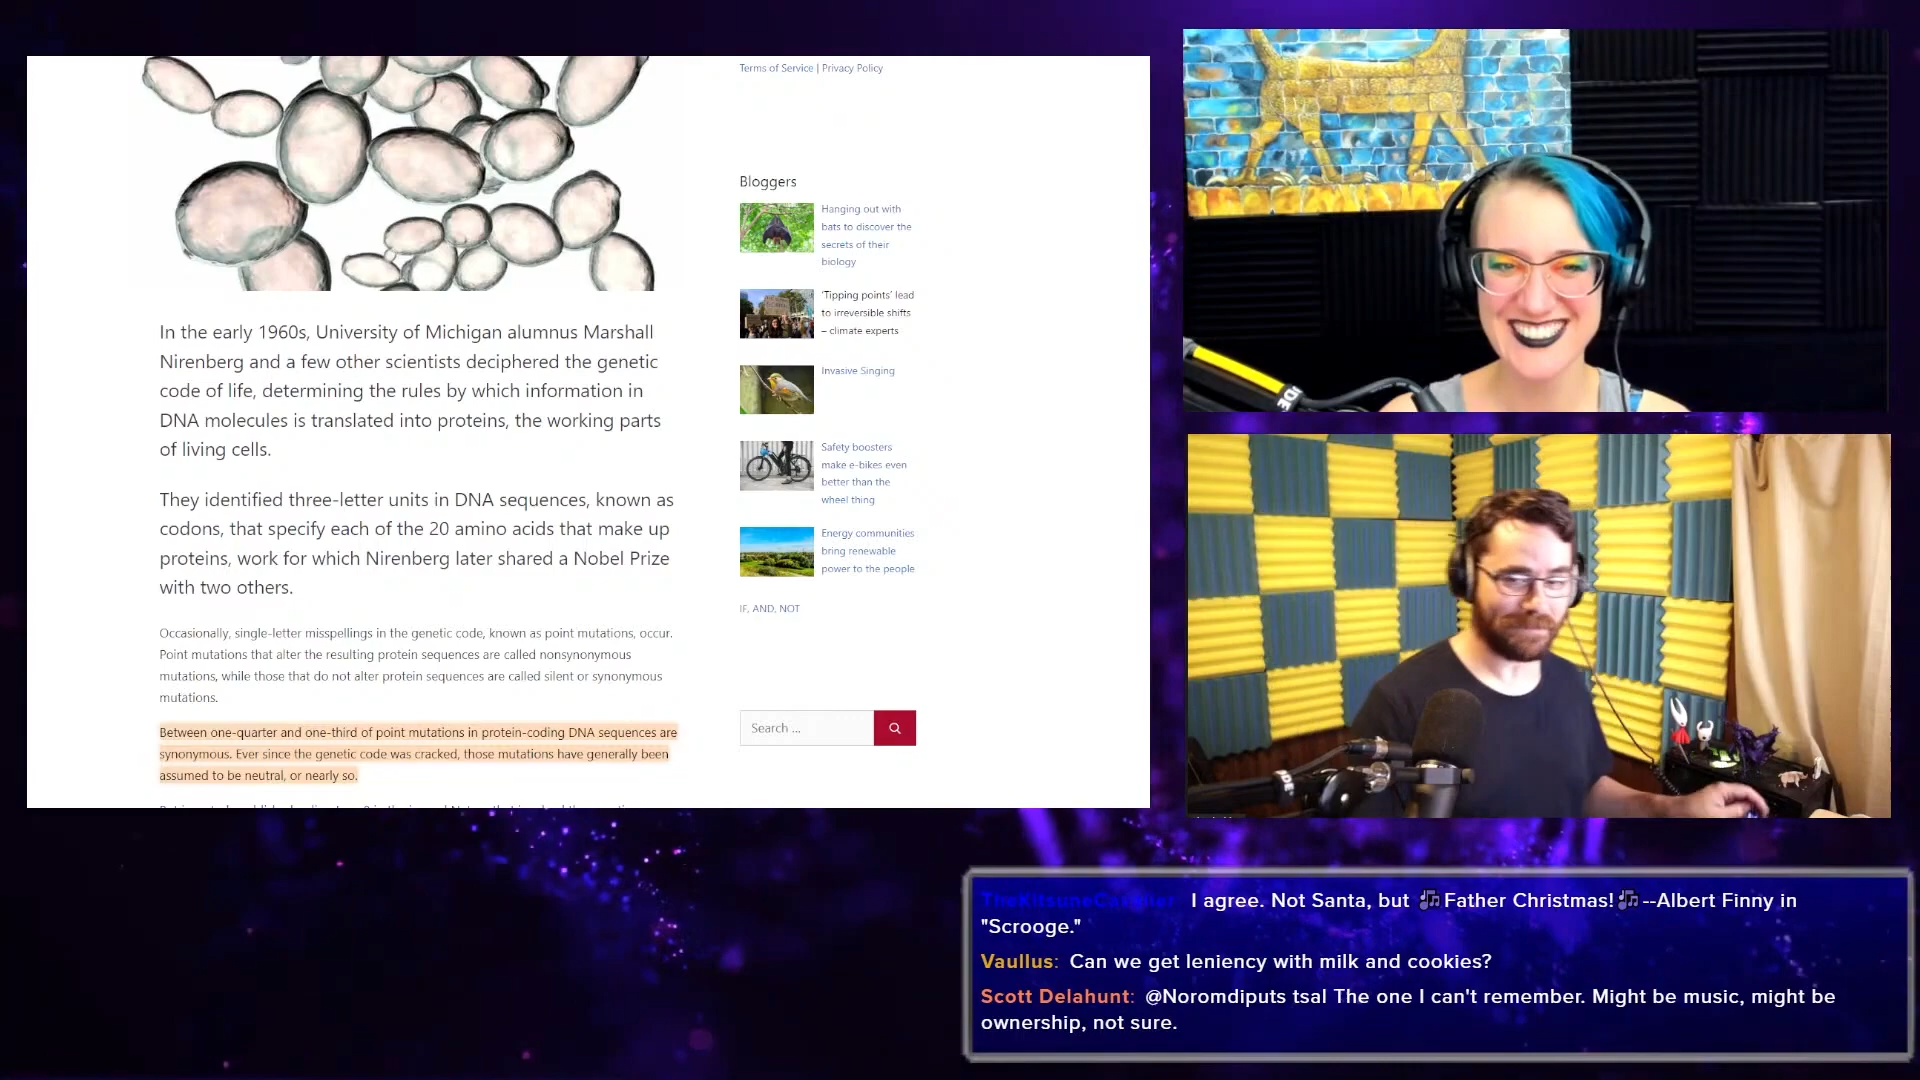 Terms of Service | Privacy Policy
In the early 1960s, University of Michigan alumnus Marshall
Nirenberg and a few other scientists deciphered the genetic
code of life, determining the rules by which information in
DNA molecules is translated into proteins, the working parts
of living cells.
They identified three-letter units in DNA sequences, known as
codons, that specify each of the 20 amino acids that make up
proteins, work for which Nirenberg later shared a Nobel Prize
with two others.
Occasionally, single-letter misspellings in the genetic code, known as point mutations, occur.
Point mutations that alter the resulting protein sequences are called nonsynonymous
mutations, while those that do not alter protein sequences are called silent or synonymous
mutations.
Between one-quarter and one-third of point mutations in protein-coding DNA sequences are
synonymous. Ever since the genetic code was cracked, those mutations have generally been
assumed to be neutral, or nearly so.
Bloggers
Hanging out with
bats to discover the
secrets of their
biology
'Tipping points' lead
to irreversible shifts
– climate experts
Invasive Singing
Safety boosters
make e-bikes even
better than the
wheel thing
Energy communities
bring renewable
power to the people
IF, AND, NOT
Search ...
I agree. Not Santa, but 🎵Father Christmas!🎵--Albert Finny in
"Scrooge."
Vaullus: Can we get leniency with milk and cookies?
Scott Delahunt: @Noromdiputs tsal The one I can't remember. Might be music, might be
ownership, not sure.